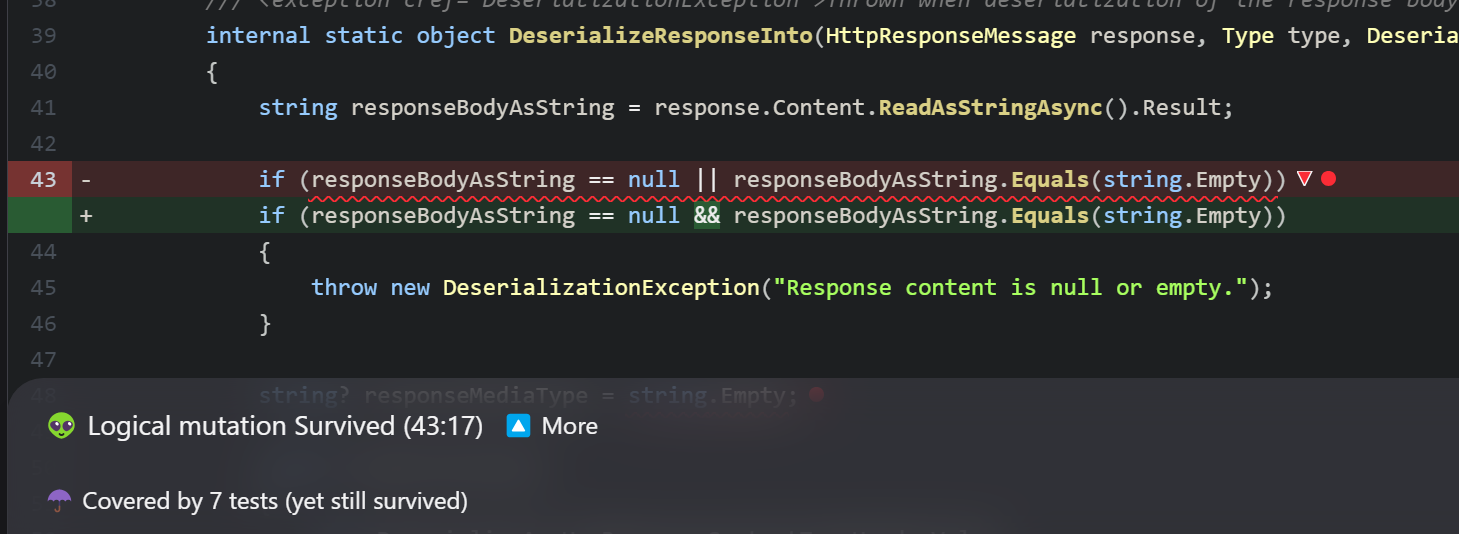 38 /// <exception cref="DeserializationException">Thrown when deserialization of the response body
39 internal static object DeserializeResponseInto(HttpResponseMessage response, Type type, Deseria
40 {
41 string responseBodyAsString = response.Content.ReadAsStringAsync().Result;
42
43 - if (responseBodyAsString == null || responseBodyAsString.Equals(string.Empty))
+ if (responseBodyAsString == null && responseBodyAsString.Equals(string.Empty))
44 {
45 throw new DeserializationException("Response content is null or empty.");
46 }
47
48 string? responseMediaType = string.Empty;
👽 Logical mutation Survived (43:17) 🔼 More
☂️ Covered by 7 tests (yet still survived)